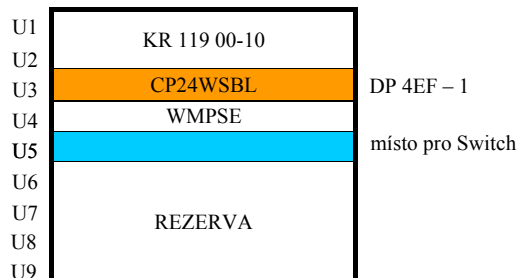 U1
KR 119 00-10
U2
U3 CP24WSBL DP 4EF – 1
U4 WMPSE
U5 místo pro Switch
U6
U7
REZERVA
U8
U9